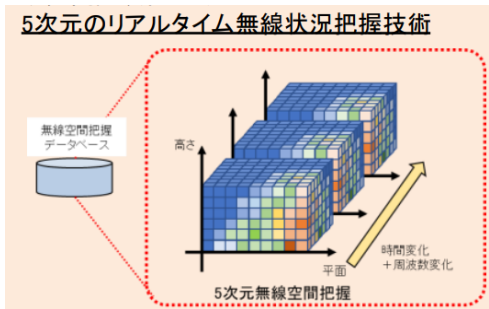 5次元のリアルタイム無線状況把握技術
無線空間把握
データベース
高さ
平面
時間変化
＋周波数変化
5次元無線空間把握